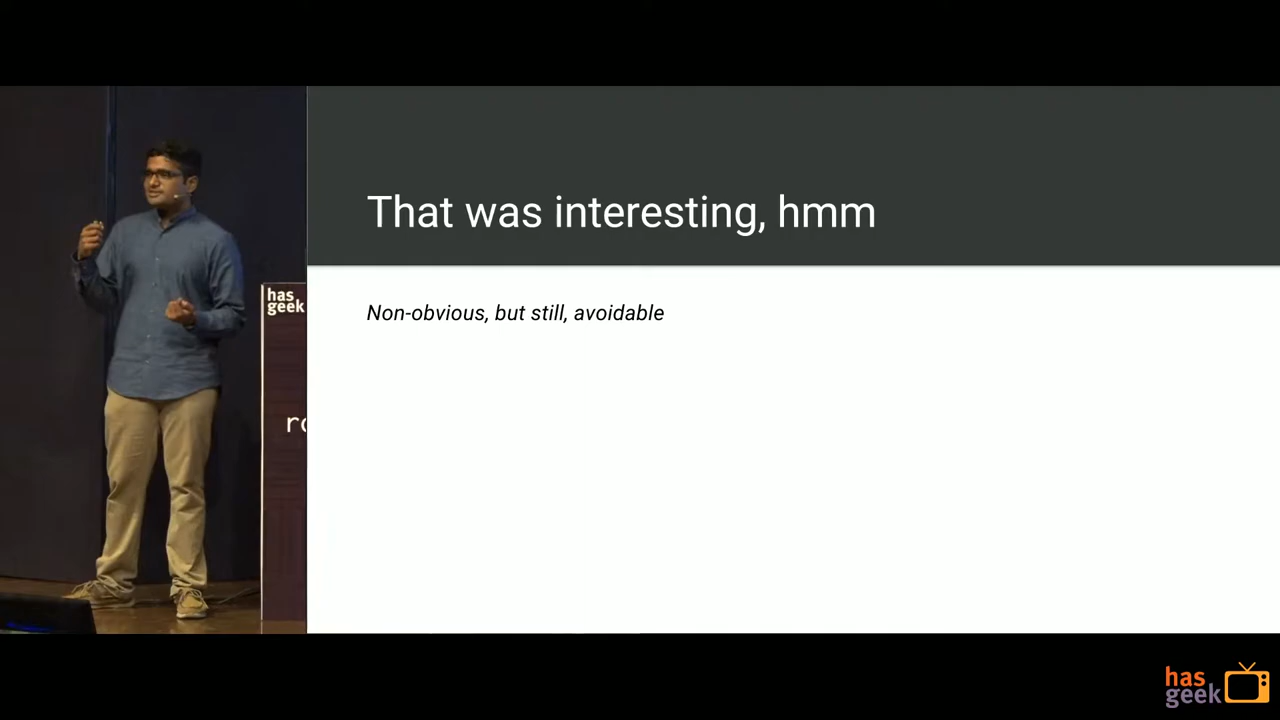 That was interesting, hmm
Non-obvious, but still, avoidable
has
geek
has
geek